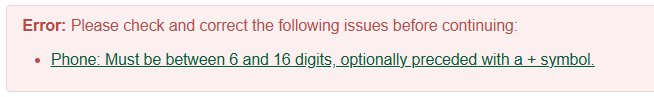 Error: Please check and correct the following issues before continuing:
Phone: Must be between 6 and 16 digits, optionally preceded with a + symbol.